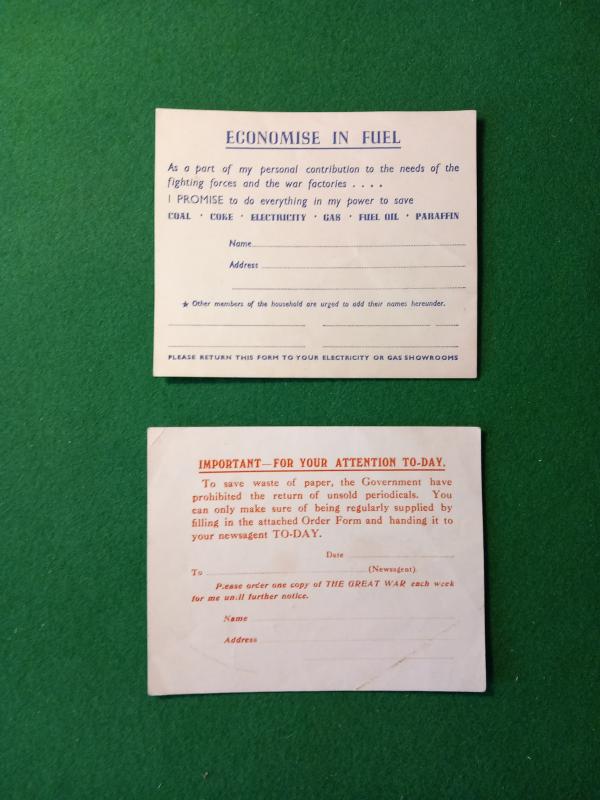 ECONOMISE IN FUEL
As a part of my personal contribution to the needs of the
fighting forces and the war factories . . . .
I PROMISE to do everything in my power to save
COAL · COKE · ELECTRICITY · GAS · FUEL OIL · PARAFFIN
Name
Address
★ Other members of the household are urged to add their names hereunder.
PLEASE RETURN THIS FORM TO YOUR ELECTRICITY OR GAS SHOWROOMS
IMPORTANT—FOR YOUR ATTENTION TO-DAY.
To save waste of paper, the Government have
prohibited the return of unsold periodicals. You
can only make sure of being regularly supplied by
filling in the attached Order Form and handing it to
your newsagent TO-DAY.
Date
To (Newsagent).
Please order one copy of THE GREAT WAR each week
for me until further notice.
Name
Address